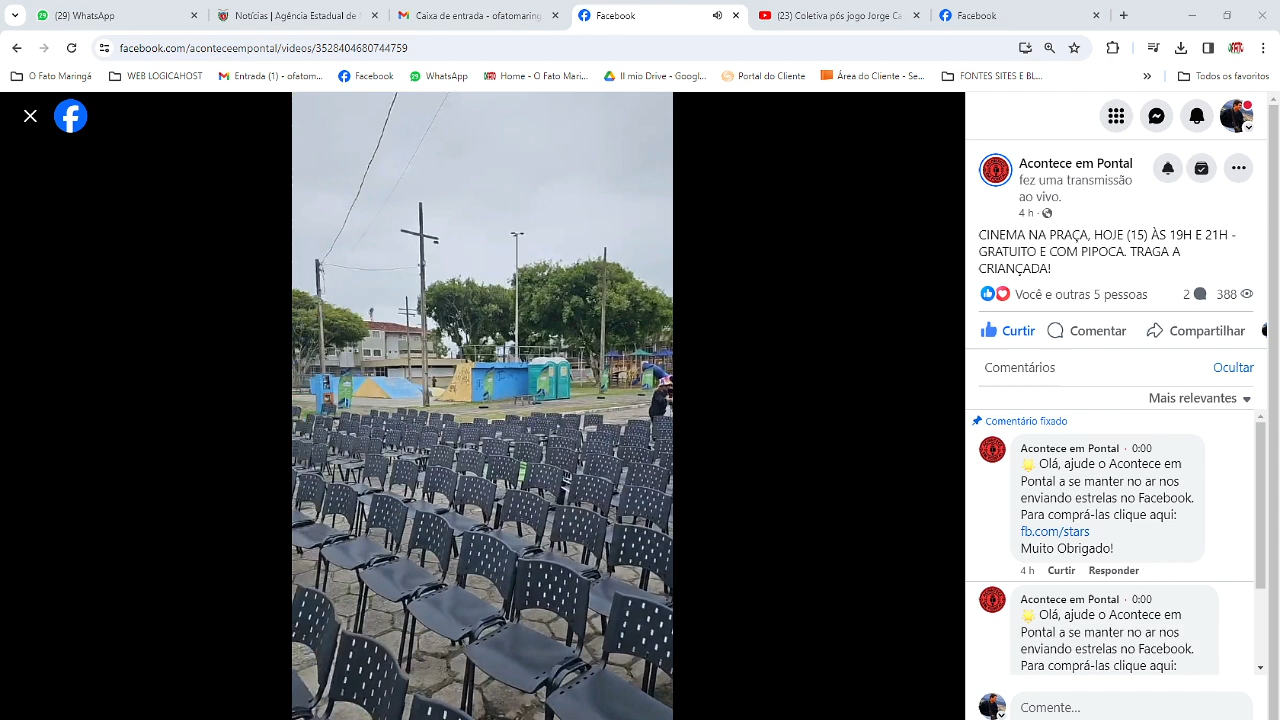 (29) WhatsApp
Notícias | Agência Estadual de
Caixa de entrada - ofatomaring
Facebook
(23) Coletiva pós jogo Jorge Ca
Facebook
facebook.com/aconteceempontal/videos/3528404680744759
O Fato Maringá
WEB LOGICAHOST
Entrada (1) - ofatom...
Facebook
WhatsApp
Home - O Fato Mari...
Il mio Drive - Googl...
Portal do Cliente
Área do Cliente - Se...
FONTES SITES E BL...
Todos os favoritos
Acontece em Pontal
fez uma transmissão
ao vivo.
4 h ·
CINEMA NA PRAÇA, HOJE (15) ÀS 19H E 21H -
GRATUITO E COM PIPOCA. TRAGA A
CRIANÇADA!
Você e outras 5 pessoas
2
388
Curtir
Comentar
Compartilhar
Comentários
Ocultar
Mais relevantes
Comentário fixado
Acontece em Pontal · 0:00
Olá, ajude o Acontece em
Pontal a se manter no ar nos
enviando estrelas no Facebook.
Para comprá-las clique aqui:
fb.com/stars
Muito Obrigado!
4 h Curtir Responder
Acontece em Pontal · 0:00
Olá, ajude o Acontece em
Pontal a se manter no ar nos
enviando estrelas no Facebook.
Para comprá-las clique aqui:
Comente...